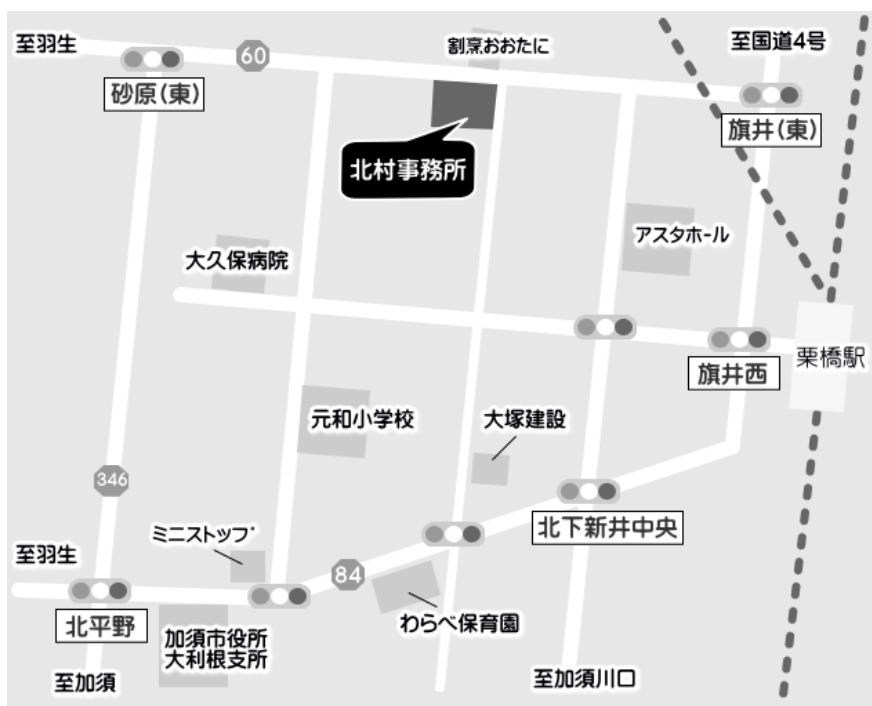 至羽生
60
割烹おおたに
至国道4号
砂原(東)
旗井(東)
北村事務所
アスタホール
大久保病院
栗橋駅
旗井西
元和小学校
大塚建設
346
北下新井中央
ミニストップ
至羽生
84
北平野
加須市役所
大利根支所
わらべ保育園
至加須
至加須川口